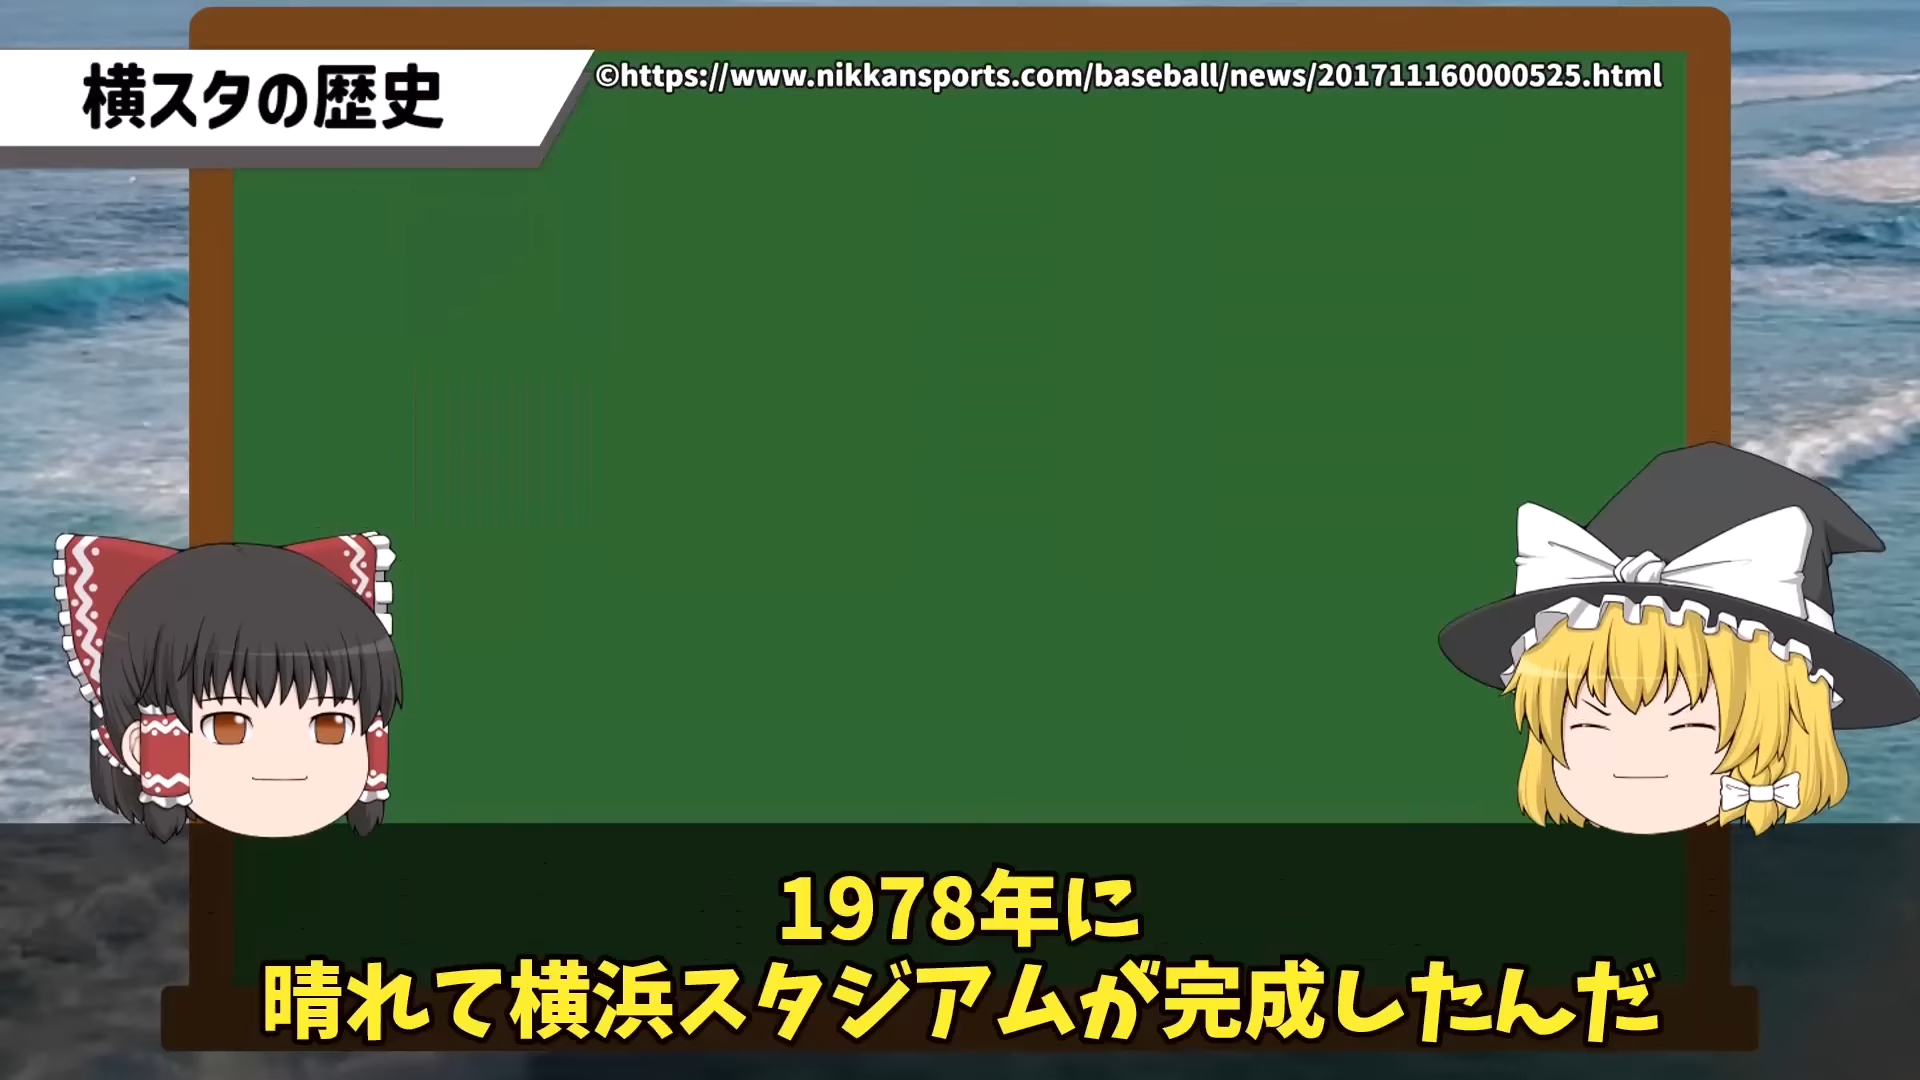 横スタの歴史
©https://www.nikkansports.com/baseball/news/201711160000525.html
1978年に
晴れて横浜スタジアムが完成したんだ